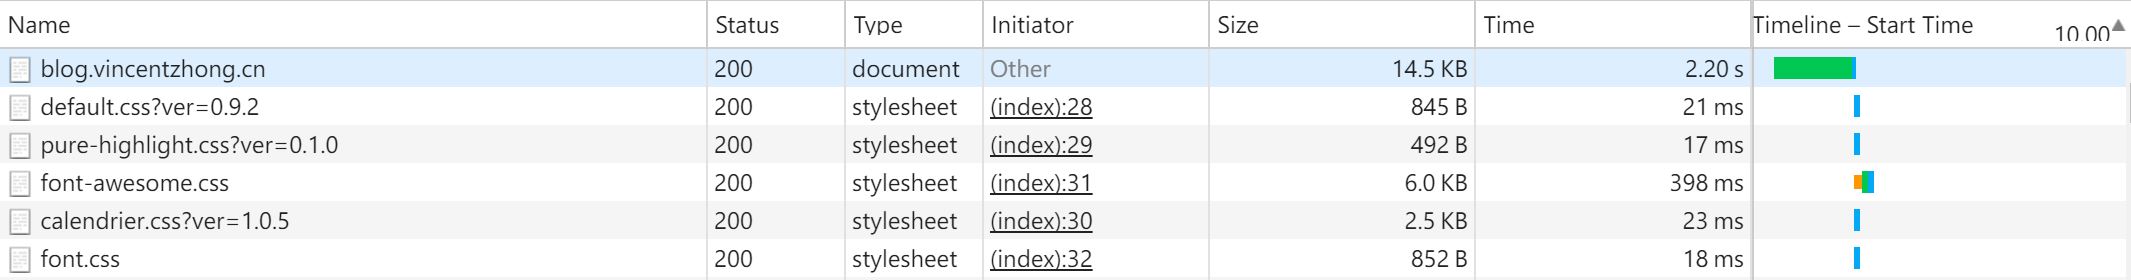 Name Status Type Initiator Size Time Timeline – Start Time 10.00▲
blog.vincentzhong.cn 200 document Other 14.5 KB 2.20 s
default.css?ver=0.9.2 200 stylesheet (index):28 845 B 21 ms
pure-highlight.css?ver=0.1.0 200 stylesheet (index):29 492 B 17 ms
font-awesome.css 200 stylesheet (index):31 6.0 KB 398 ms
calendrier.css?ver=1.0.5 200 stylesheet (index):30 2.5 KB 23 ms
font.css 200 stylesheet (index):32 852 B 18 ms